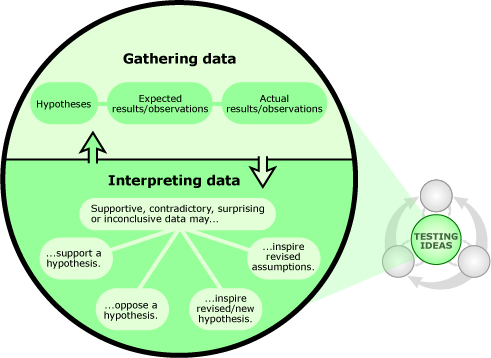 Gathering data
Hypotheses
Expected
results/observations
Actual
results/observations
Interpreting data
Supportive, contradictory, surprising
or inconclusive data may...
...support a
hypothesis.
...oppose a
hypothesis.
...inspire
revised/new
hypothesis.
...inspire
revised
assumptions.
TESTING
IDEAS